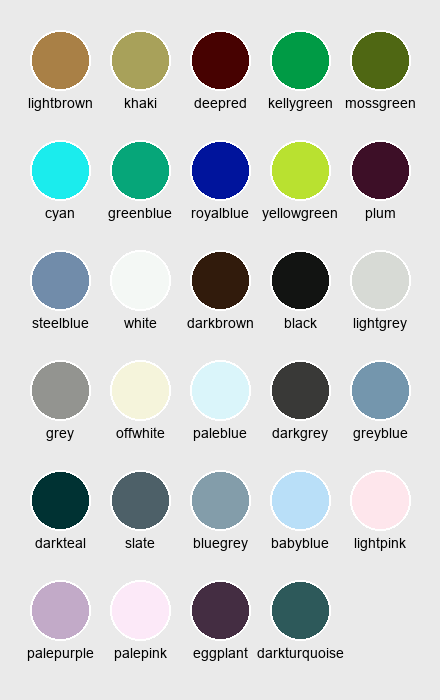 lightbrown khaki deepred kellygreen mossgreen
cyan greenblue royalblue yellowgreen plum
steelblue white darkbrown black lightgrey
grey offwhite paleblue darkgrey greyblue
darkteal slate bluegrey babyblue lightpink
palepurple palepink eggplant darkturquoise